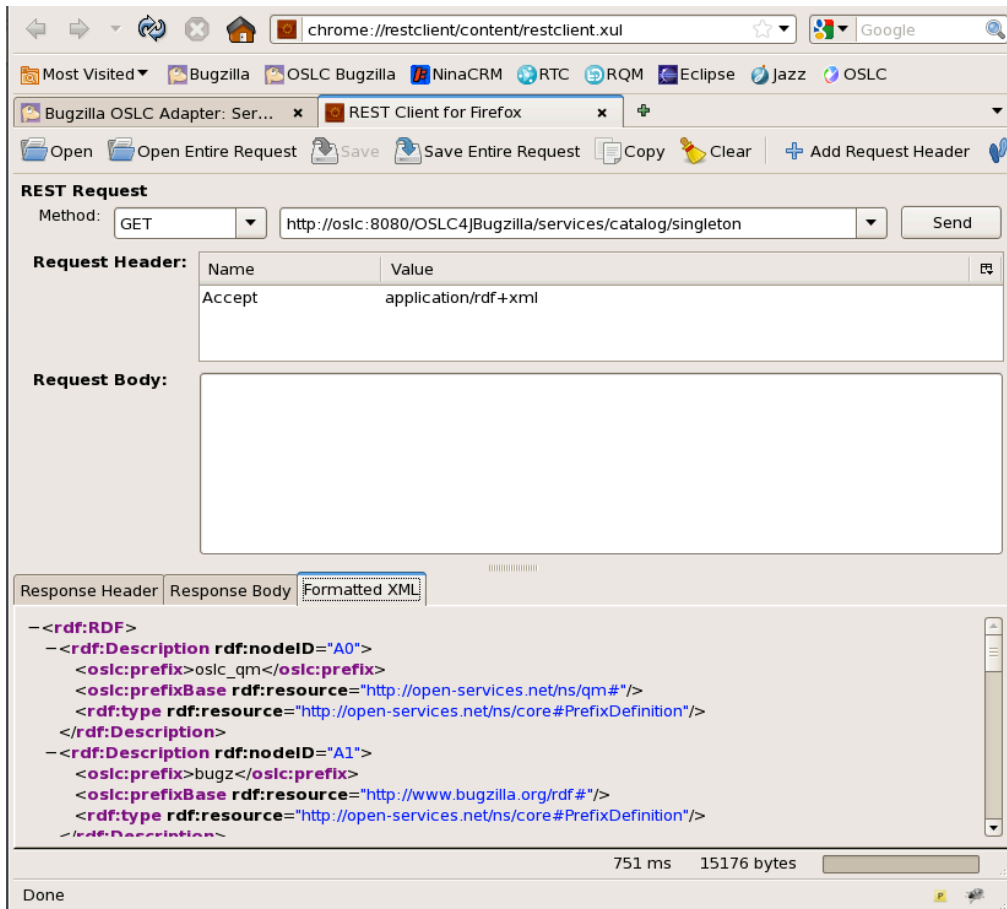 chrome://restclient/content/restclient.xul
Google
Most Visited Bugzilla OSLC Bugzilla NinaCRM RTC RQM Eclipse Jazz OSLC
Bugzilla OSLC Adapter: Ser... REST Client for Firefox
Open Open Entire Request Save Save Entire Request Copy Clear Add Request Header
REST Request
Method: GET http://oslc:8080/OSLC4JBugzilla/services/catalog/singleton Send
Request Header: Name Value
Accept application/rdf+xml
Request Body:
Response Header Response Body Formatted XML
−<rdf:RDF>
−<rdf:Description rdf:nodeID="A0">
<oslc:prefix>oslc_qm</oslc:prefix>
<oslc:prefixBase rdf:resource="http://open-services.net/ns/qm#"/>
<rdf:type rdf:resource="http://open-services.net/ns/core#PrefixDefinition"/>
</rdf:Description>
−<rdf:Description rdf:nodeID="A1">
<oslc:prefix>bugz</oslc:prefix>
<oslc:prefixBase rdf:resource="http://www.bugzilla.org/rdf#"/>
<rdf:type rdf:resource="http://open-services.net/ns/core#PrefixDefinition"/>
</rdf:Description>
751 ms 15176 bytes
Done